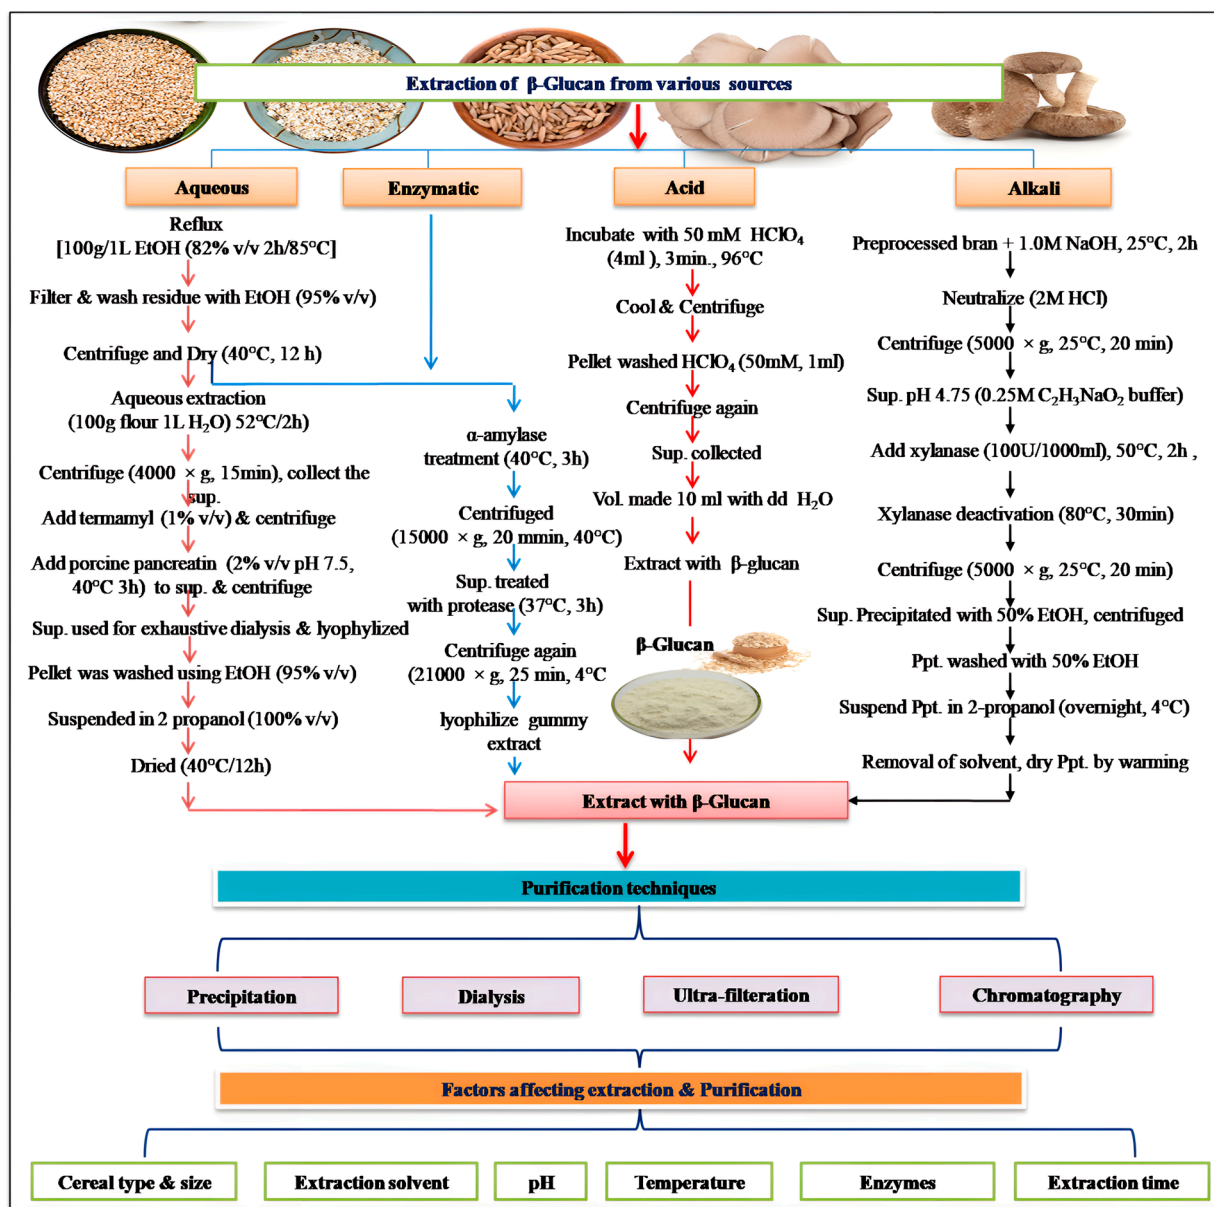 Extraction of β-Glucan from various sources
Aqueous
Enzymatic
Acid
Alkali
Reflux
[100g/1L EtOH (82% v/v 2h/85°C]
Filter & wash residue with EtOH (95% v/v)
Centrifuge and Dry (40°C, 12 h)
Aqueous extraction
(100g flour 1L H₂O) 52°C/2h)
Centrifuge (4000 × g, 15min), collect the
sup.
Add termamyl (1% v/v) & centrifuge
Add porcine pancreatin (2% v/v pH 7.5,
40°C 3h) to sup. & centrifuge
Sup. used for exhaustive dialysis & lyophylized
Pellet was washed using EtOH (95% v/v)
Suspended in 2 propanol (100% v/v)
Dried (40°C/12h)
α-amylase
treatment (40°C, 3h)
Centrifuged
(15000 × g, 20 mmin, 40°C)
Sup. treated
with protease (37°C, 3h)
Centrifuge again
(21000 × g, 25 min, 4°C
lyophilize gummy
extract
Incubate with 50 mM HClO₄
(4ml ), 3min., 96°C
Cool & Centrifuge
Pellet washed HClO₄ (50mM, 1ml)
Centrifuge again
Sup. collected
Vol. made 10 ml with dd H₂O
Extract with β-glucan
β-Glucan
Preprocessed bran + 1.0M NaOH, 25°C, 2h
Neutralize (2M HCl)
Centrifuge (5000 × g, 25°C, 20 min)
Sup. pH 4.75 (0.25M C₂H₃NaO₂ buffer)
Add xylanase (100U/1000ml), 50°C, 2h ,
Xylanase deactivation (80°C, 30min)
Centrifuge (5000 × g, 25°C, 20 min)
Sup. Precipitated with 50% EtOH, centrifuged
Ppt. washed with 50% EtOH
Suspend Ppt. in 2-propanol (overnight, 4°C)
Removal of solvent, dry Ppt. by warming
Extract with β-Glucan
Purification techniques
Precipitation
Dialysis
Ultra-filteration
Chromatography
Factors affecting extraction & Purification
Cereal type & size
Extraction solvent
pH
Temperature
Enzymes
Extraction time